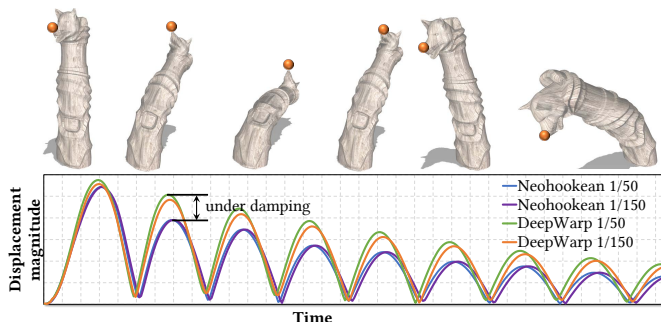 Displacement
magnitude
under damping
Neohookean 1/50
Neohookean 1/150
DeepWarp 1/50
DeepWarp 1/150
Time